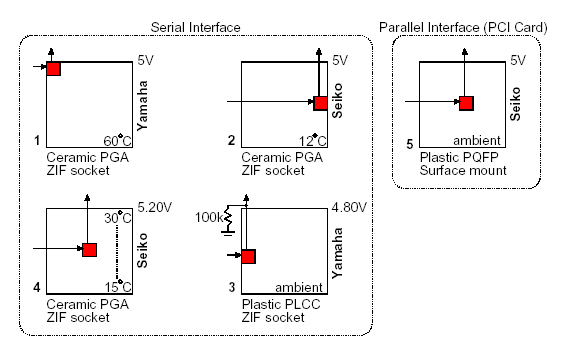 Serial Interface
Parallel Interface (PCI Card)
5V
Yamaha
1
60°C
Ceramic PGA
ZIF socket
5V
Seiko
2
12°C
Ceramic PGA
ZIF socket
5V
Seiko
5
ambient
Plastic PQFP
Surface mount
5.20V
30°C
Seiko
4
15°C
Ceramic PGA
ZIF socket
100k
4.80V
Yamaha
3
ambient
Plastic PLCC
ZIF socket